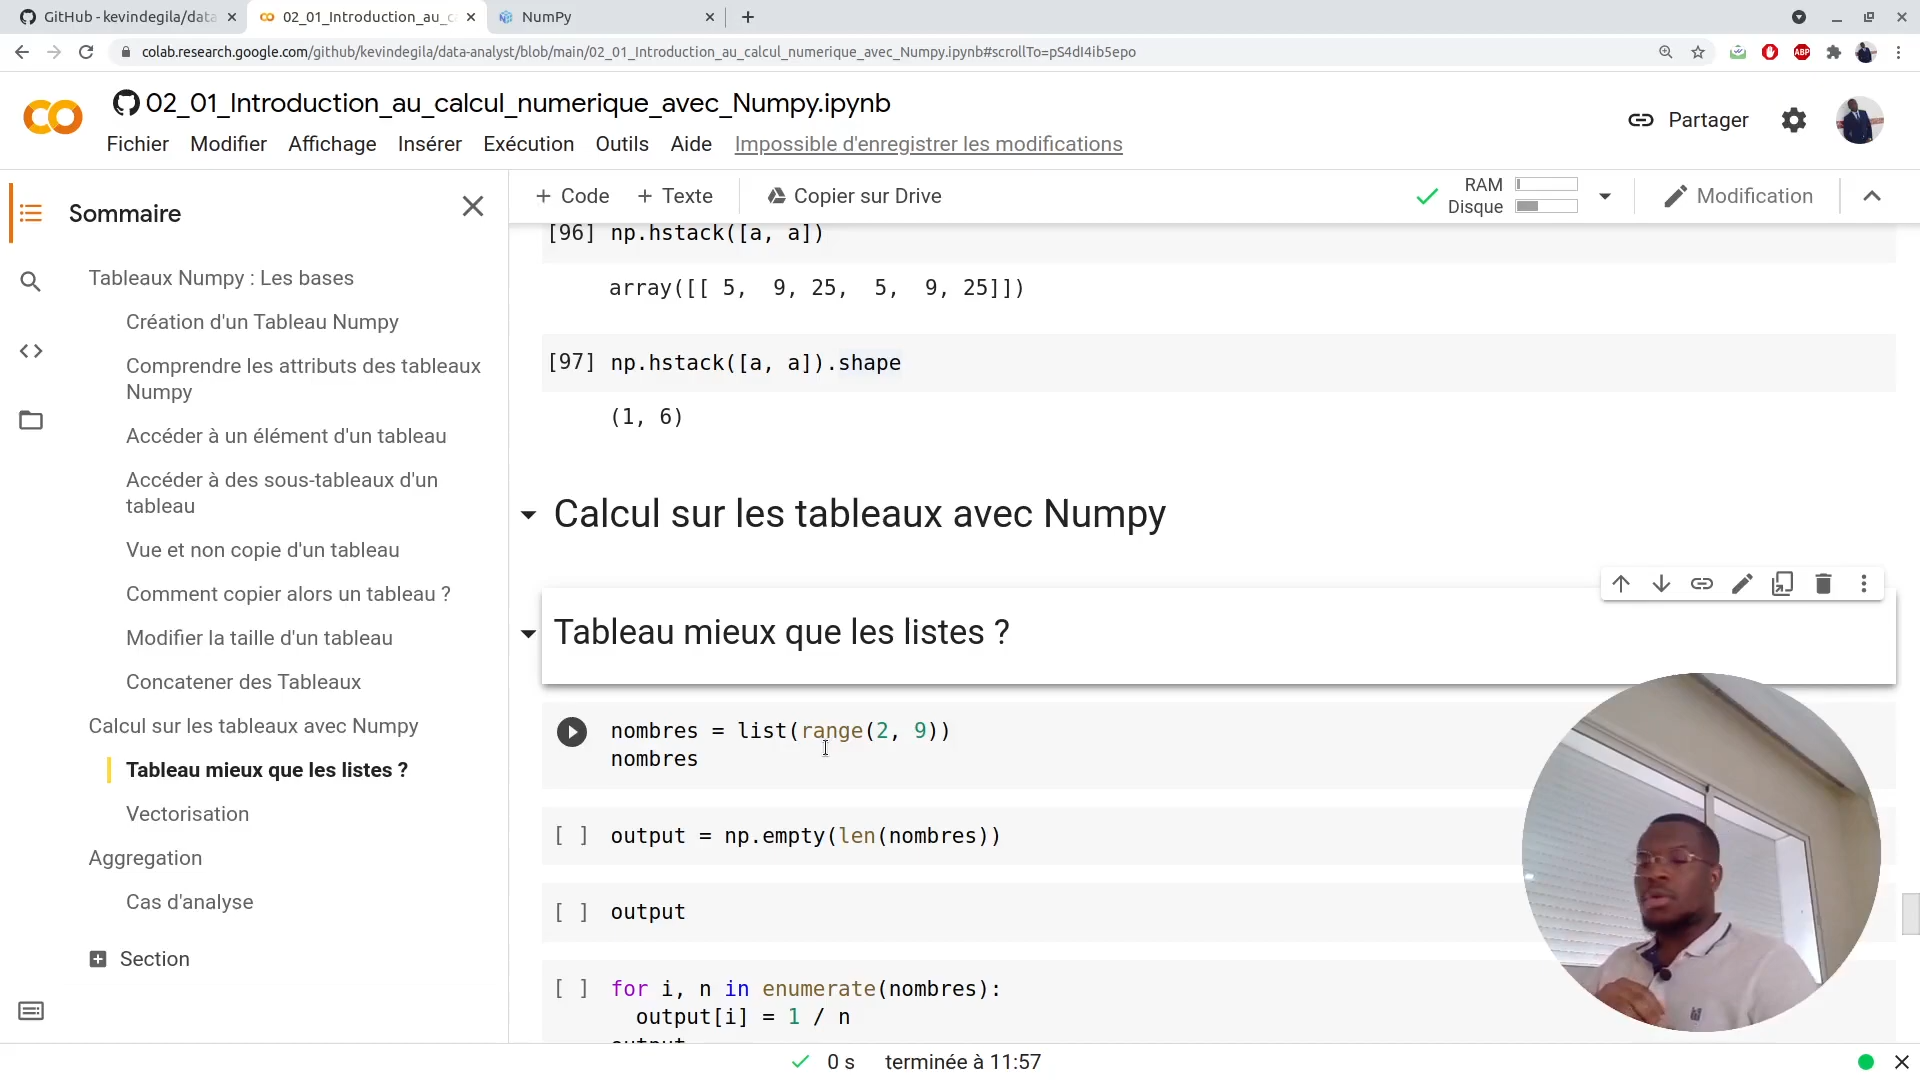 GitHub - kevindegila/data
02_01_Introduction_au_c
NumPy
colab.research.google.com/github/kevindegila/data-analyst/blob/main/02_01_Introduction_au_calcul_numerique_avec_Numpy.ipynb#scrollTo=pS4dI4ib5epo
ABP
02_01_Introduction_au_calcul_numerique_avec_Numpy.ipynb
Partager
Fichier Modifier Affichage Insérer Exécution Outils Aide Impossible d'enregistrer les modifications
+ Code + Texte Copier sur Drive
RAM
Disque
Modification
Sommaire
Tableaux Numpy : Les bases
Création d'un Tableau Numpy
Comprendre les attributs des tableaux
Numpy
Accéder à un élément d'un tableau
Accéder à des sous-tableaux d'un
tableau
Vue et non copie d'un tableau
Comment copier alors un tableau ?
Modifier la taille d'un tableau
Concatener des Tableaux
Calcul sur les tableaux avec Numpy
Tableau mieux que les listes ?
Vectorisation
Aggregation
Cas d'analyse
Section
[96] np.hstack([a, a])
array([[ 5,  9, 25,  5,  9, 25]])
[97] np.hstack([a, a]).shape
(1, 6)
Calcul sur les tableaux avec Numpy
Tableau mieux que les listes ?
nombres = list(range(2, 9))
nombres
[ ] output = np.empty(len(nombres))
[ ] output
[ ] for i, n in enumerate(nombres):
output[i] = 1 / n
0 s terminée à 11:57